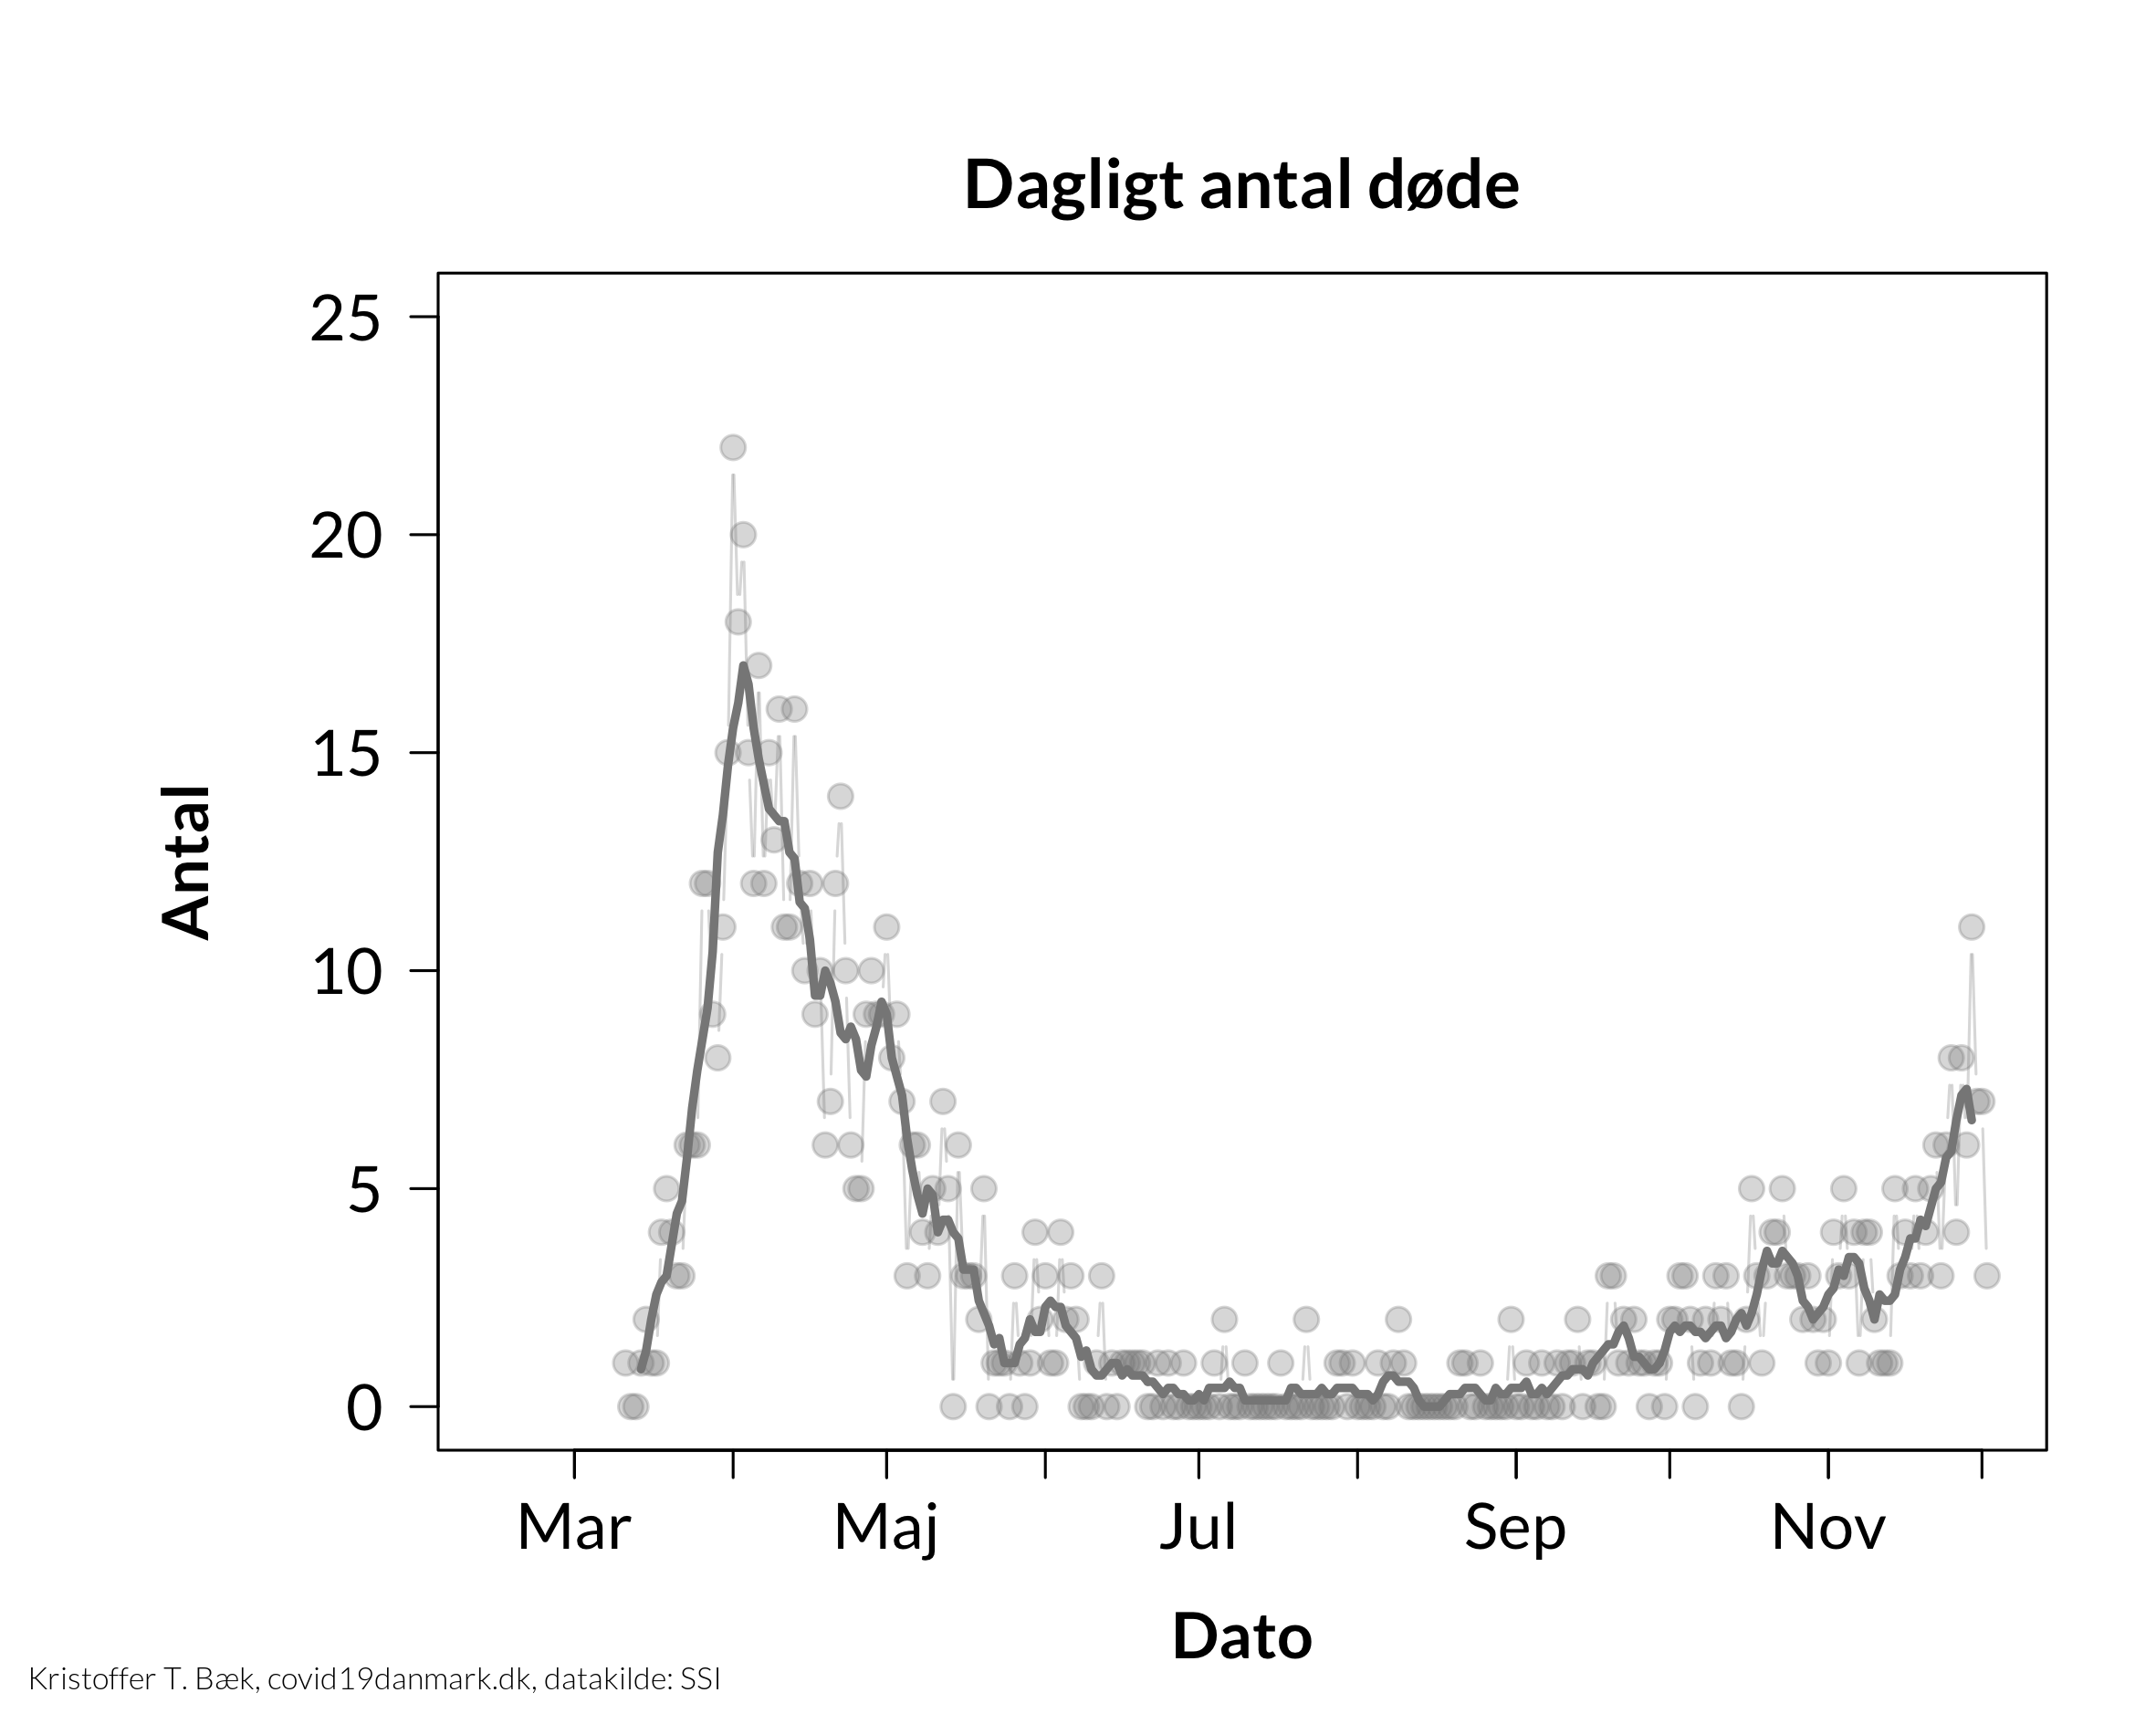 Dagligt antal døde
25
20
15
10
5
0
Antal
Mar Maj Jul Sep Nov
Dato
Kristoffer T. Bæk, covid19danmark.dk, datakilde: SSI